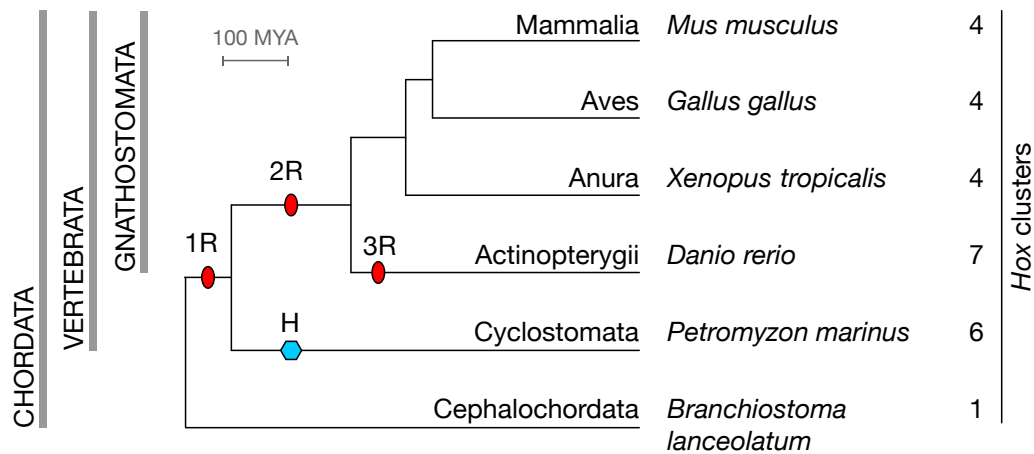 100 MYA
Mammalia Mus musculus 4
Aves Gallus gallus 4
2R
Anura Xenopus tropicalis 4
1R
3R
Actinopterygii Danio rerio 7
H
Cyclostomata Petromyzon marinus 6
Cephalochordata Branchiostoma 1
lanceolatum
CHORDATA
VERTEBRATA
GNATHOSTOMATA
Hox clusters